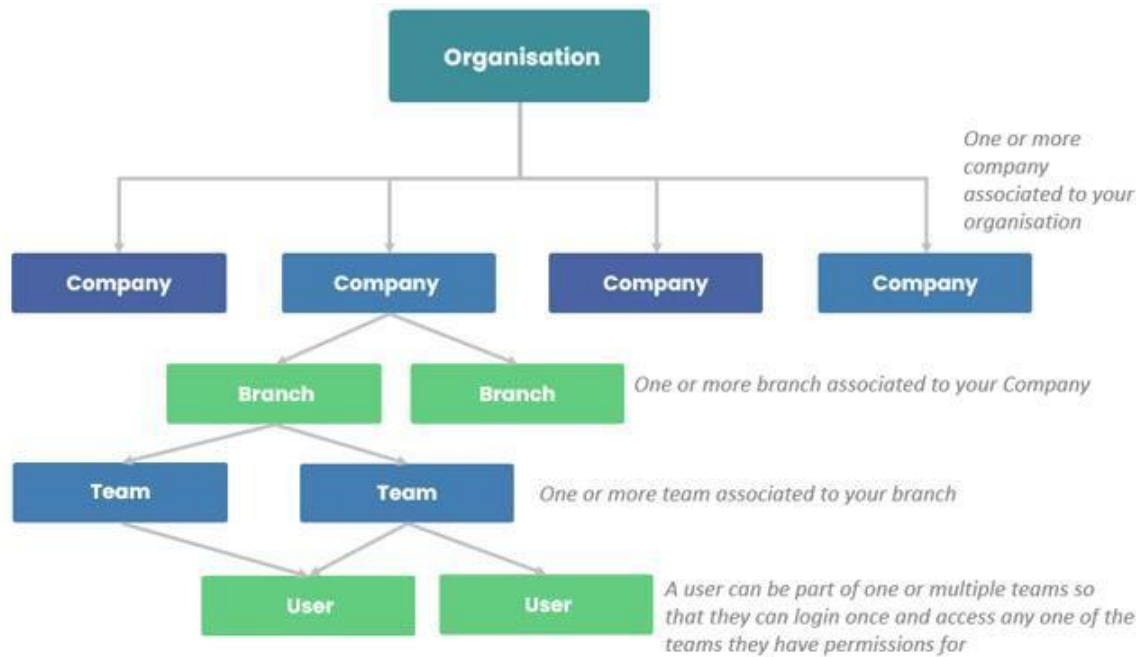 Organisation
One or more
company
associated to your
organisation
Company
Company
Company
Company
Branch
Branch
One or more branch associated to your Company
Team
Team
One or more team associated to your branch
User
User
A user can be part of one or multiple teams so
that they can login once and access any one of the
teams they have permissions for